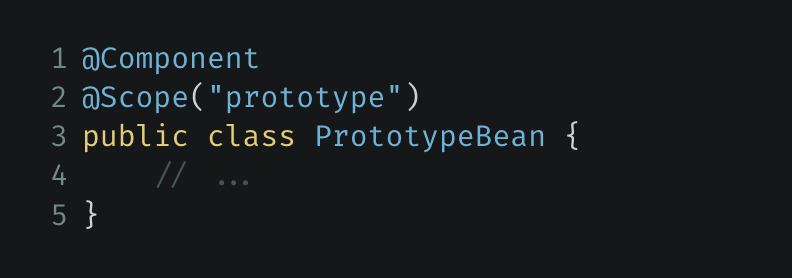 1 @Component
2 @Scope("prototype")
3 public class PrototypeBean {
4     // ...
5 }